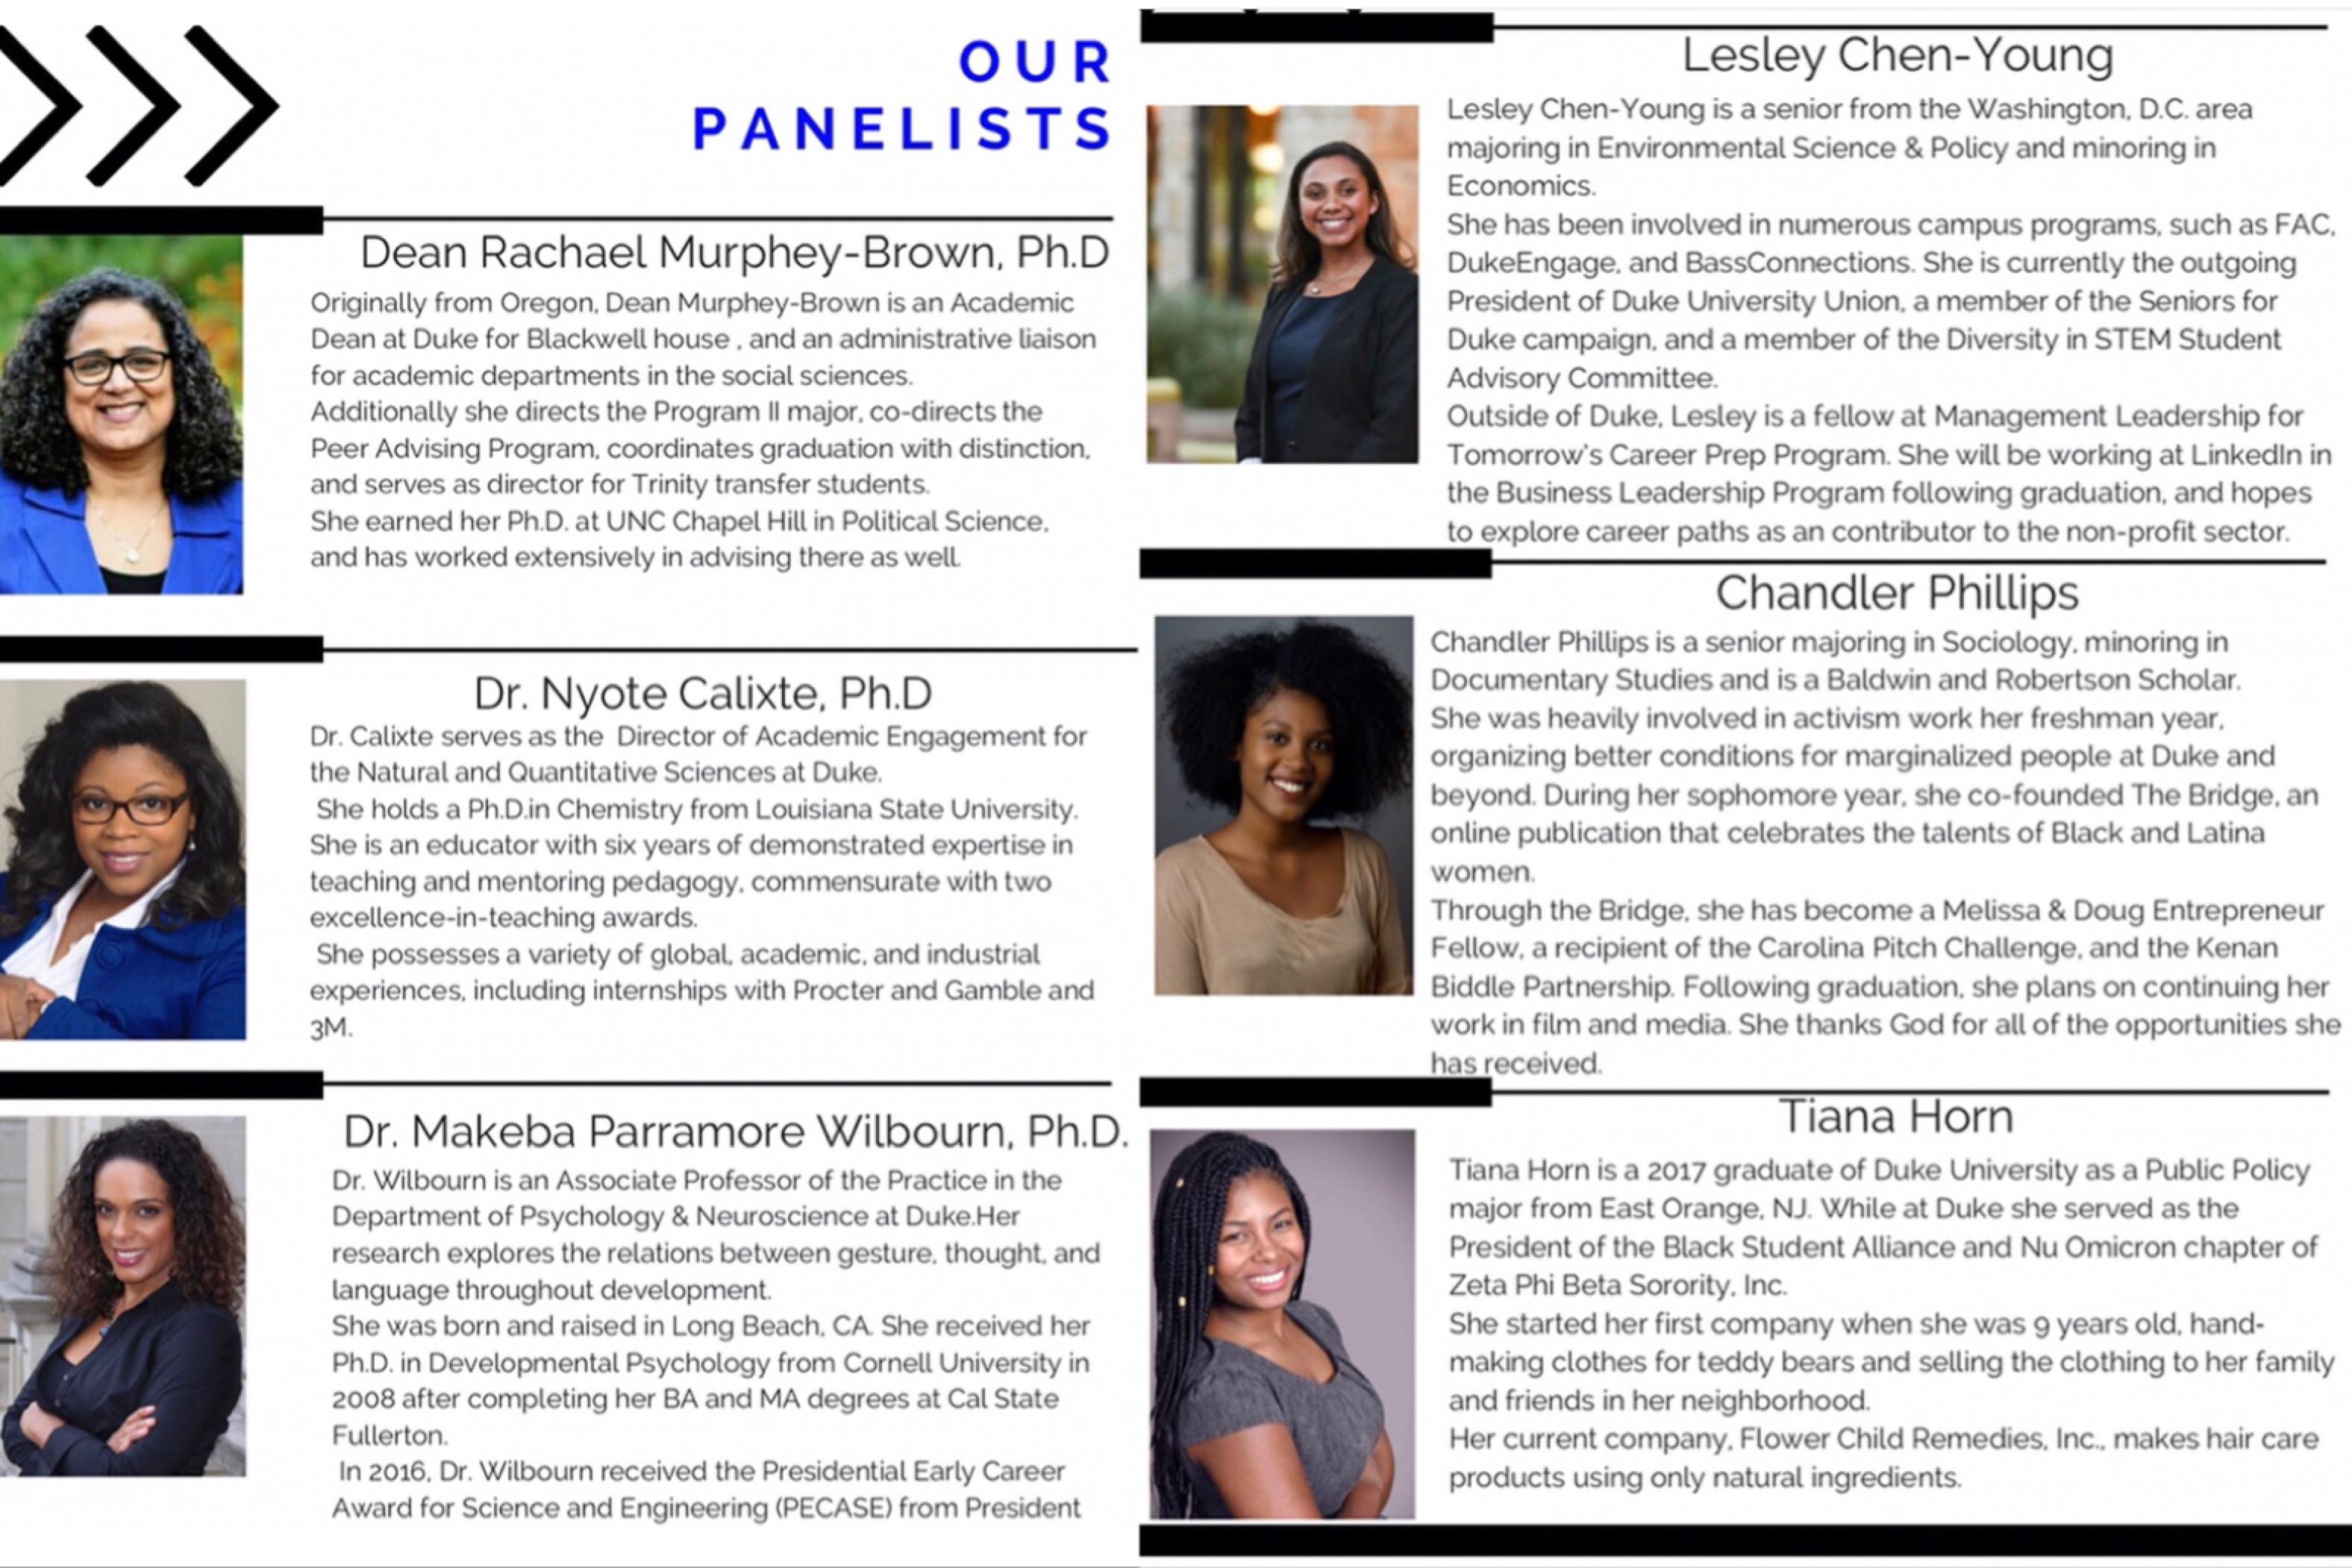 OUR
PANELISTS
Dean Rachael Murphey-Brown, Ph.D
Originally from Oregon, Dean Murphey-Brown is an Academic
Dean at Duke for Blackwell house , and an administrative liaison
for academic departments in the social sciences.
Additionally she directs the Program II major, co-directs the
Peer Advising Program, coordinates graduation with distinction,
and serves as director for Trinity transfer students.
She earned her Ph.D. at UNC Chapel Hill in Political Science,
and has worked extensively in advising there as well.
Dr. Nyote Calixte, Ph.D
Dr. Calixte serves as the  Director of Academic Engagement for
the Natural and Quantitative Sciences at Duke.
She holds a Ph.D.in Chemistry from Louisiana State University.
She is an educator with six years of demonstrated expertise in
teaching and mentoring pedagogy, commensurate with two
excellence-in-teaching awards.
She possesses a variety of global, academic, and industrial
experiences, including internships with Procter and Gamble and
3M.
Dr. Makeba Parramore Wilbourn, Ph.D.
Dr. Wilbourn is an Associate Professor of the Practice in the
Department of Psychology & Neuroscience at Duke.Her
research explores the relations between gesture, thought, and
language throughout development.
She was born and raised in Long Beach, CA. She received her
Ph.D. in Developmental Psychology from Cornell University in
2008 after completing her BA and MA degrees at Cal State
Fullerton.
In 2016, Dr. Wilbourn received the Presidential Early Career
Award for Science and Engineering (PECASE) from President
Lesley Chen-Young
Lesley Chen-Young is a senior from the Washington, D.C. area
majoring in Environmental Science & Policy and minoring in
Economics.
She has been involved in numerous campus programs, such as FAC,
DukeEngage, and BassConnections. She is currently the outgoing
President of Duke University Union, a member of the Seniors for
Duke campaign, and a member of the Diversity in STEM Student
Advisory Committee.
Outside of Duke, Lesley is a fellow at Management Leadership for
Tomorrow's Career Prep Program. She will be working at LinkedIn in
the Business Leadership Program following graduation, and hopes
to explore career paths as an contributor to the non-profit sector.
Chandler Phillips
Chandler Phillips is a senior majoring in Sociology, minoring in
Documentary Studies and is a Baldwin and Robertson Scholar.
She was heavily involved in activism work her freshman year,
organizing better conditions for marginalized people at Duke and
beyond. During her sophomore year, she co-founded The Bridge, an
online publication that celebrates the talents of Black and Latina
women.
Through the Bridge, she has become a Melissa & Doug Entrepreneur
Fellow, a recipient of the Carolina Pitch Challenge, and the Kenan
Biddle Partnership. Following graduation, she plans on continuing her
work in film and media. She thanks God for all of the opportunities she
has received.
Tiana Horn
Tiana Horn is a 2017 graduate of Duke University as a Public Policy
major from East Orange, NJ. While at Duke she served as the
President of the Black Student Alliance and Nu Omicron chapter of
Zeta Phi Beta Sorority, Inc.
She started her first company when she was 9 years old, hand-
making clothes for teddy bears and selling the clothing to her family
and friends in her neighborhood.
Her current company, Flower Child Remedies, Inc., makes hair care
products using only natural ingredients.